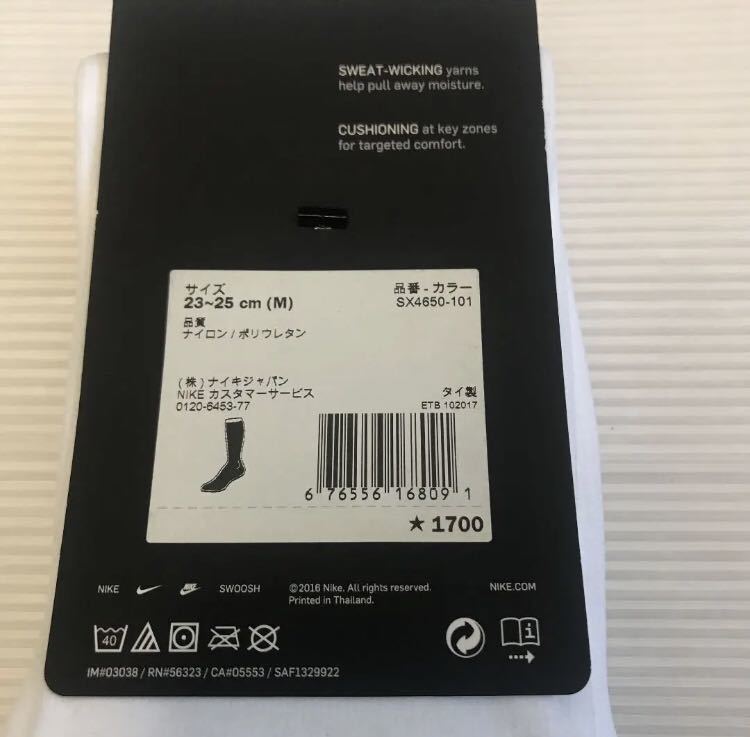 SWEAT-WICKING yarns
help pull away moisture.
CUSHIONING at key zones
for targeted comfort.
サイズ
23~25 cm (M)
品番 - カラー
SX4650-101
品質
ナイロン / ポリウレタン
(株) ナイキジャパン
NIKE カスタマーサービス
0120-6453-77
タイ製
ETB 102017
6 76556 16809 1
★ 1700
NIKE SWOOSH
©2016 Nike. All rights reserved.
Printed in Thailand.
NIKE.COM
40
IM#03038 / RN#56323 / CA#05553 / SAF1329922